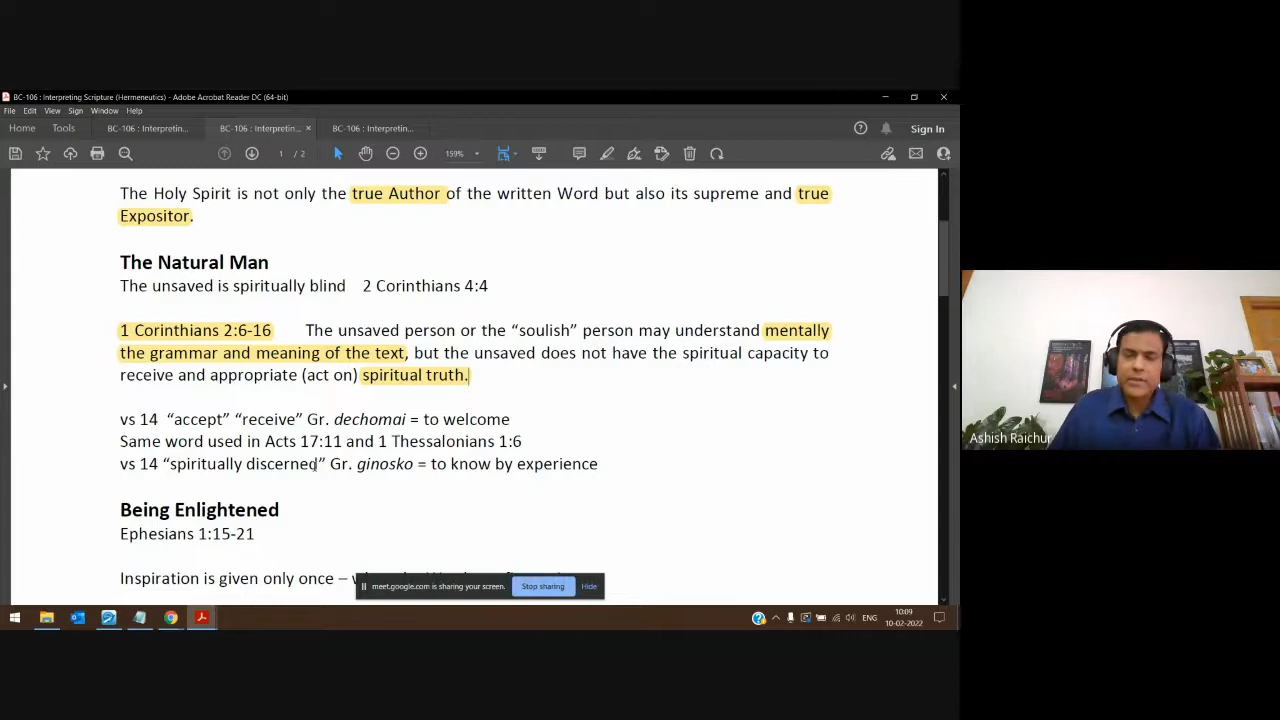 BC-106 : Interpreting Scripture (Hermeneutics) - Adobe Acrobat Reader DC (64-bit)
File Edit View Sign Window Help
Home Tools BC-106 : Interpretin... BC-106 : Interpretin... × BC-106 : Interpretin... Sign In
1 / 2 159%
The Holy Spirit is not only the true Author of the written Word but also its supreme and true
Expositor.
The Natural Man
The unsaved is spiritually blind 2 Corinthians 4:4
1 Corinthians 2:6-16 The unsaved person or the “soulish” person may understand mentally
the grammar and meaning of the text, but the unsaved does not have the spiritual capacity to
receive and appropriate (act on) spiritual truth.
vs 14 “accept” “receive” Gr. dechomai = to welcome
Same word used in Acts 17:11 and 1 Thessalonians 1:6
vs 14 “spiritually discerned” Gr. ginosko = to know by experience
Being Enlightened
Ephesians 1:15-21
Inspiration is given only once –
meet.google.com is sharing your screen. Stop sharing Hide
ENG 10:09
10-02-2022
Ashish Raichur